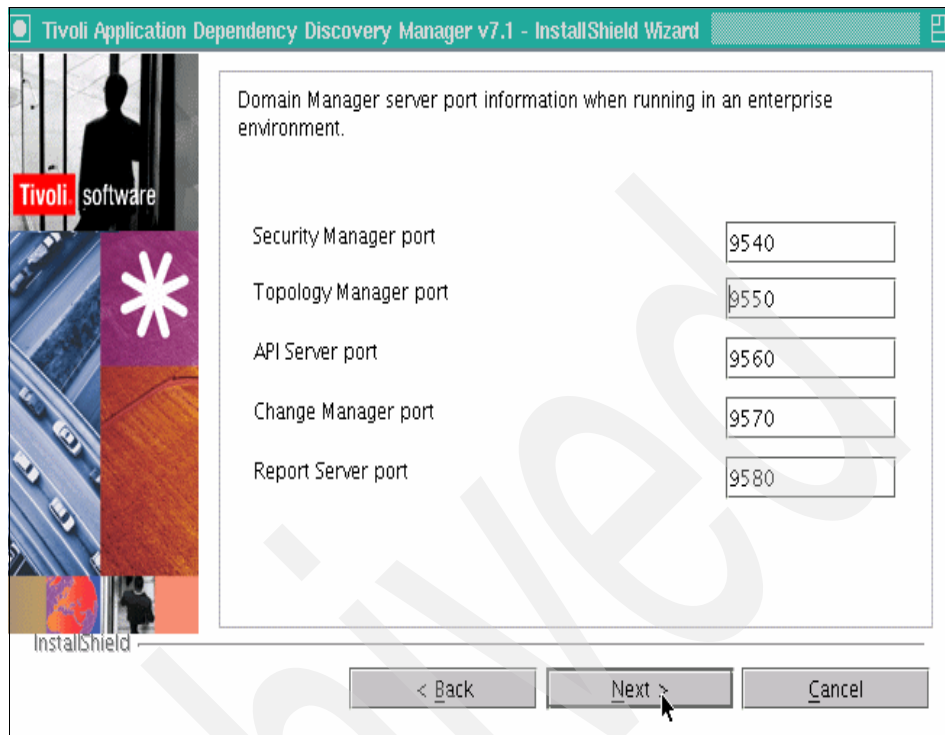 Tivoli Application Dependency Discovery Manager v7.1 - InstallShield Wizard
Domain Manager server port information when running in an enterprise
environment.
Tivoli. software
Security Manager port 9540
Topology Manager port 9550
API Server port 9560
Change Manager port 9570
Report Server port 9580
InstallShield
< Back Next > Cancel
hived